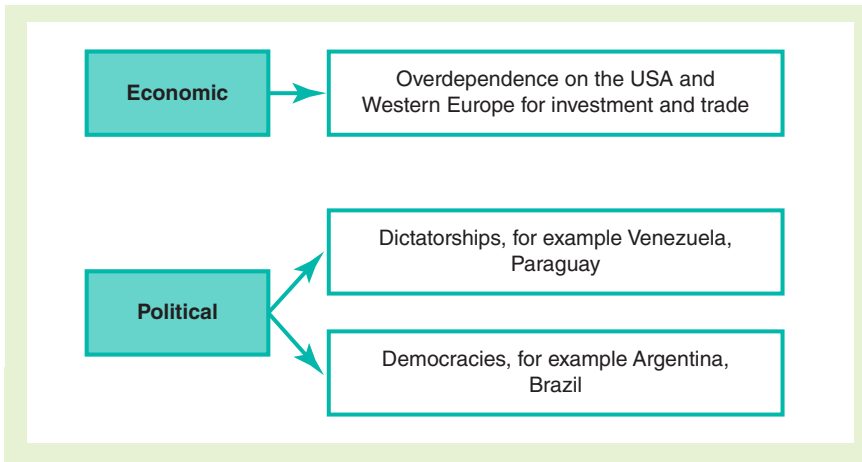 Economic
Overdependence on the USA and
Western Europe for investment and trade
Political
Dictatorships, for example Venezuela,
Paraguay
Democracies, for example Argentina,
Brazil